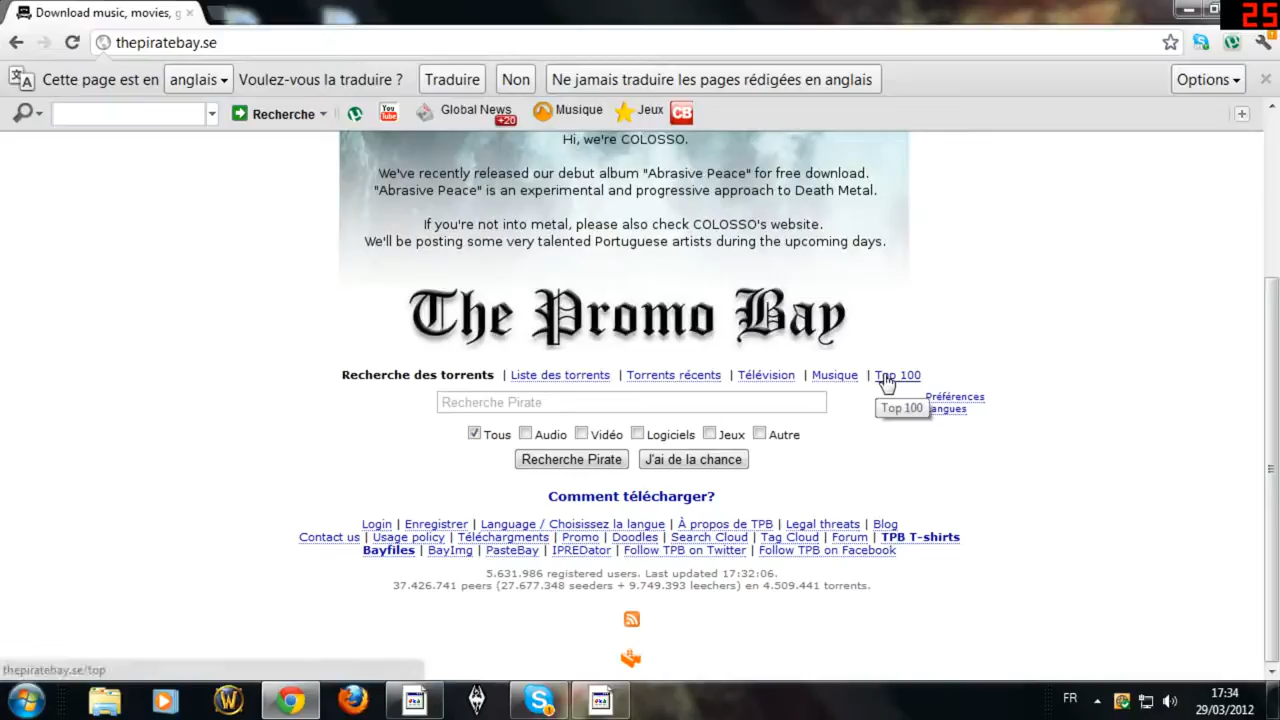 Download music, movies, g
25
thepiratebay.se
Cette page est en anglais Voulez-vous la traduire ? Traduire Non Ne jamais traduire les pages rédigées en anglais Options
Recherche You Tube Global News +20 Musique Jeux CB
Hi, we're COLOSSO.
We've recently released our debut album "Abrasive Peace" for free download.
"Abrasive Peace" is an experimental and progressive approach to Death Metal.
If you're not into metal, please also check COLOSSO's website.
We'll be posting some very talented Portuguese artists during the upcoming days.
The Promo Bay
Recherche des torrents | Liste des torrents | Torrents récents | Télévision | Musique | Top 100
Recherche Pirate Préférences
Top 100 langues
Tous Audio Vidéo Logiciels Jeux Autre
Recherche Pirate J'ai de la chance
Comment télécharger?
Login | Enregistrer | Language / Choisissez la langue | À propos de TPB | Legal threats | Blog
Contact us | Usage policy | Téléchargments | Promo | Doodles | Search Cloud | Tag Cloud | Forum | TPB T-shirts
Bayfiles | BayImg | PasteBay | IPREDator | Follow TPB on Twitter | Follow TPB on Facebook
5.631.986 registered users. Last updated 17:32:06.
37.426.741 peers (27.677.348 seeders + 9.749.393 leechers) en 4.509.441 torrents.
thepiratebay.se/top
FR 17:34
29/03/2012